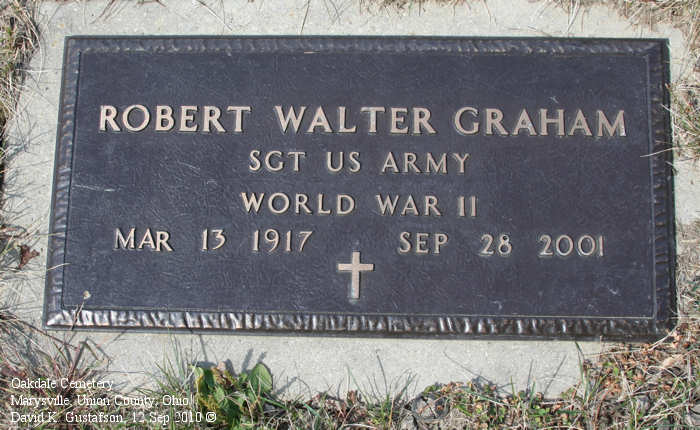 ROBERT WALTER GRAHAM
SGT US ARMY
WORLD WAR II
MAR 13 1917 SEP 28 2001
Oakdale Cemetery
Marysville, Union County, Ohio
David K. Gustafson, 12 Sep 2010 ©